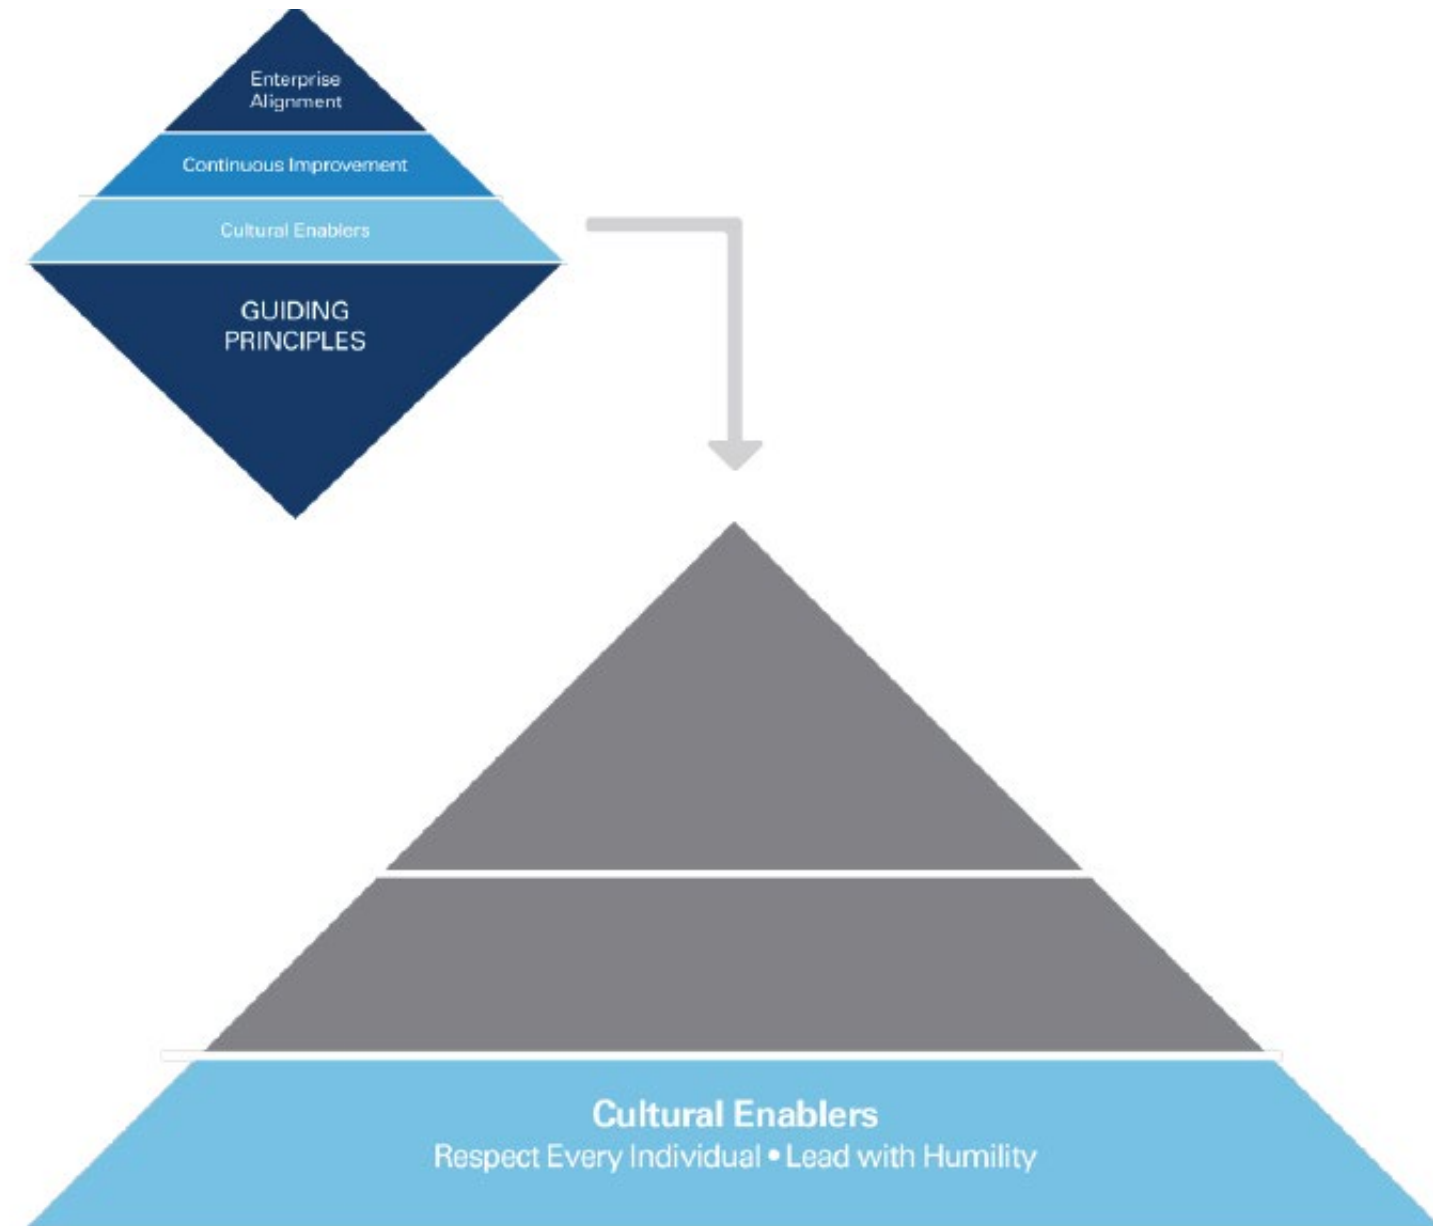 Enterprise
Alignment
Continuous Improvement
Cultural Enablers
GUIDING
PRINCIPLES
Cultural Enablers
Respect Every Individual • Lead with Humility